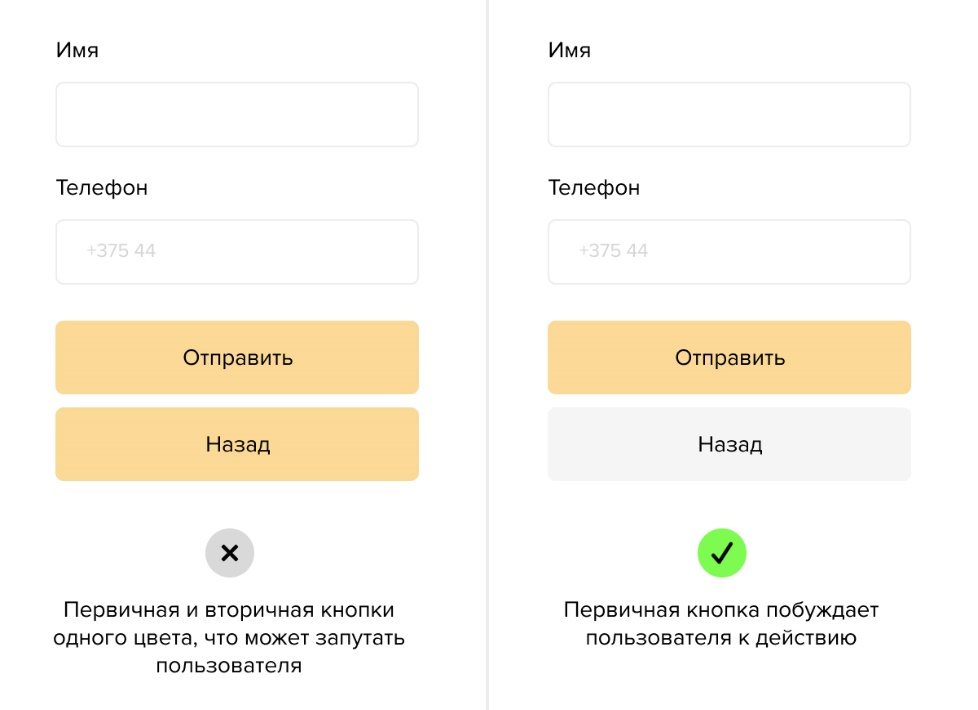 Имя
Телефон
+375 44
Отправить
Назад
Первичная и вторичная кнопки
одного цвета, что может запутать
пользователя
Имя
Телефон
+375 44
Отправить
Назад
Первичная кнопка побуждает
пользователя к действию